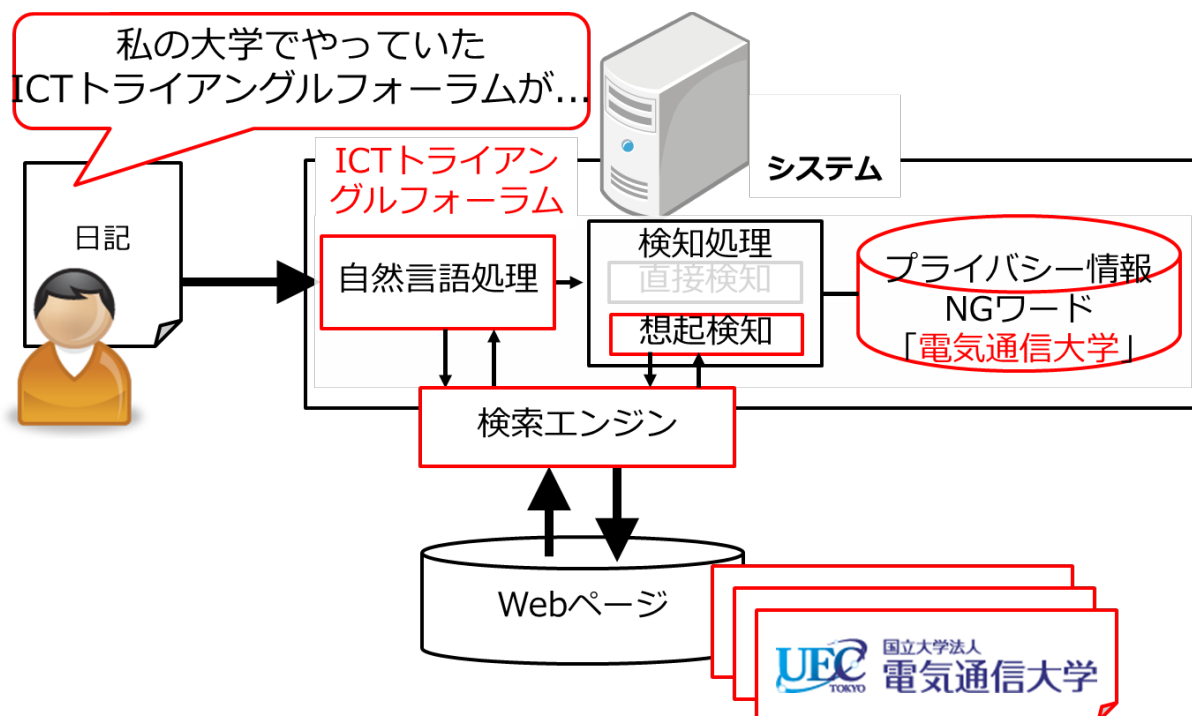 私の大学でやっていた
ICTトライアングルフォーラムが...
ICTトライアン
グルフォーラム
システム
日記
自然言語処理
検知処理
直接検知
想起検知
プライバシー情報
NGワード
「電気通信大学」
検索エンジン
Webページ
UEC
TOKYO
国立大学法人
電気通信大学